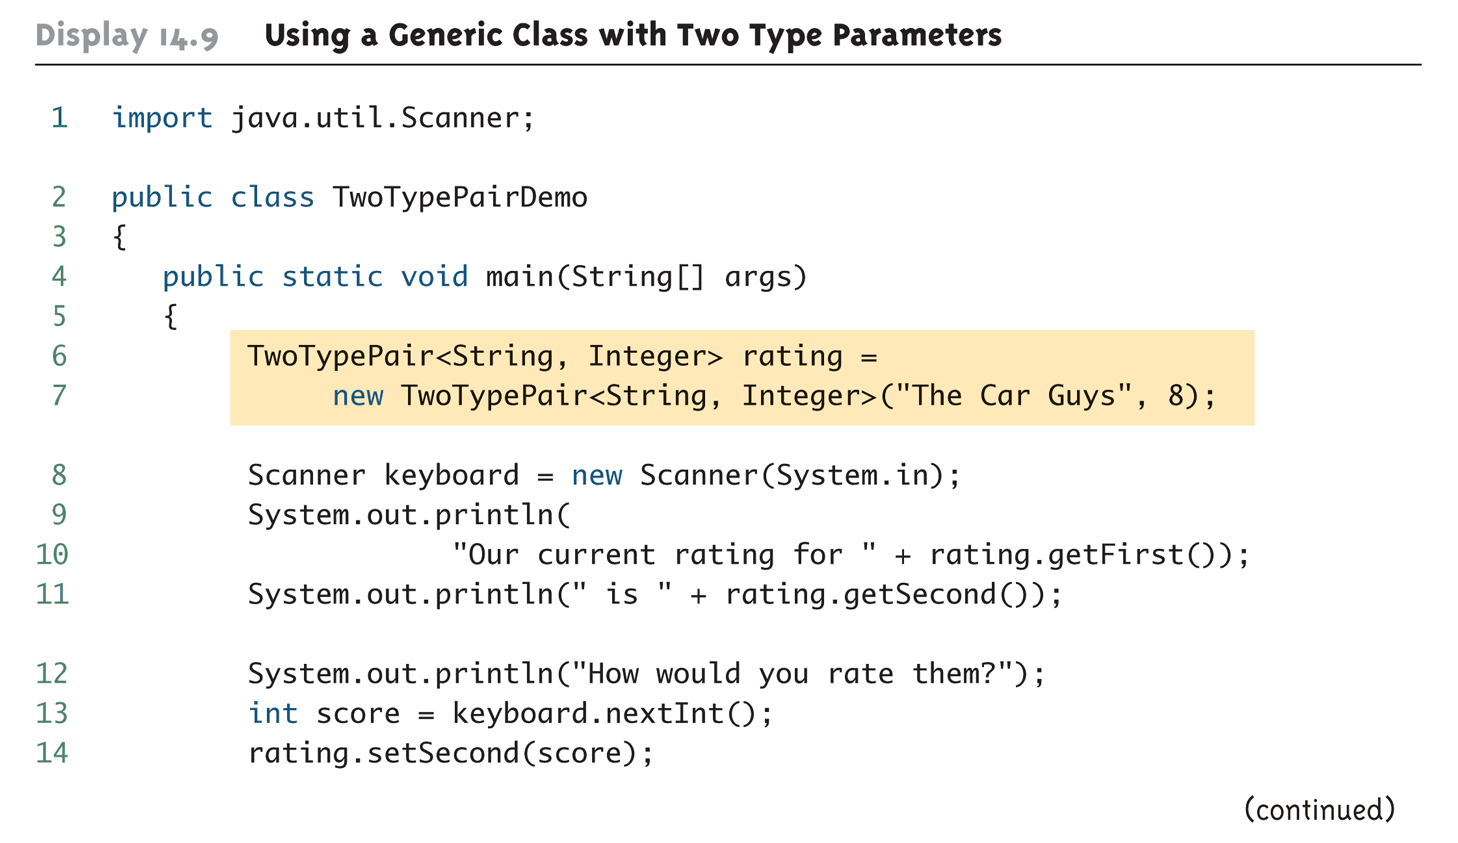 Display 14.9 Using a Generic Class with Two Type Parameters
1 import java.util.Scanner;
2 public class TwoTypePairDemo
3 {
4 public static void main(String[] args)
5 {
6 TwoTypePair<String, Integer> rating =
7 new TwoTypePair<String, Integer>("The Car Guys", 8);
8 Scanner keyboard = new Scanner(System.in);
9 System.out.println(
10 "Our current rating for " + rating.getFirst());
11 System.out.println(" is " + rating.getSecond());
12 System.out.println("How would you rate them?");
13 int score = keyboard.nextInt();
14 rating.setSecond(score);
(continued)